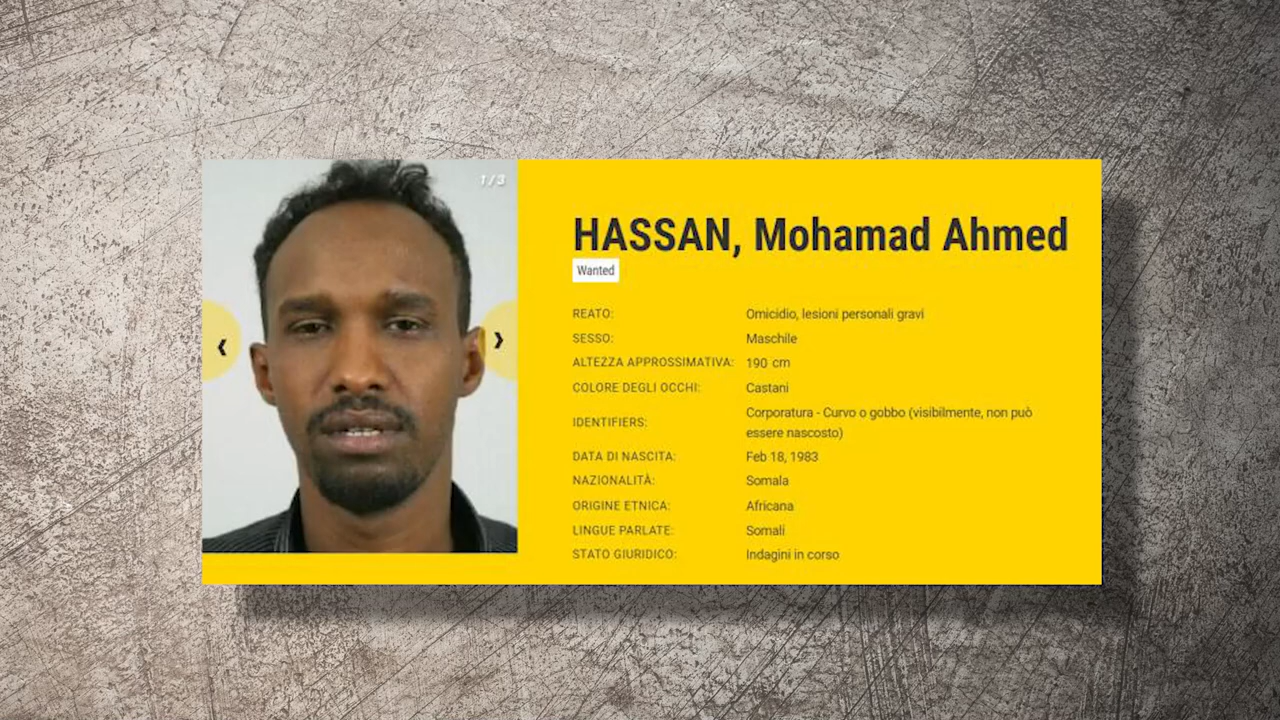 1/3
HASSAN, Mohamad Ahmed
Wanted
REATO: Omicidio, lesioni personali gravi
SESSO: Maschile
ALTEZZA APPROSSIMATIVA: 190 cm
COLORE DEGLI OCCHI: Castani
IDENTIFIERS: Corporatura - Curvo o gobbo (visibilmente, non può
essere nascosto)
DATA DI NASCITA: Feb 18, 1983
NAZIONALITÀ: Somala
ORIGINE ETNICA: Africana
LINGUE PARLATE: Somali
STATO GIURIDICO: Indagini in corso